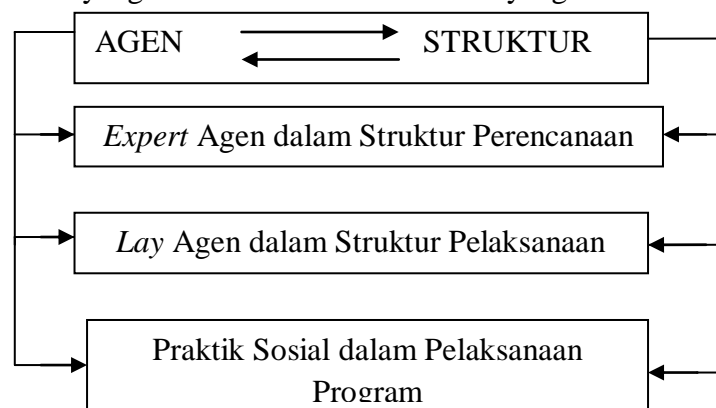 AGEN STRUKTUR
Expert Agen dalam Struktur Perencanaan
Lay Agen dalam Struktur Pelaksanaan
Praktik Sosial dalam Pelaksanaan
Program